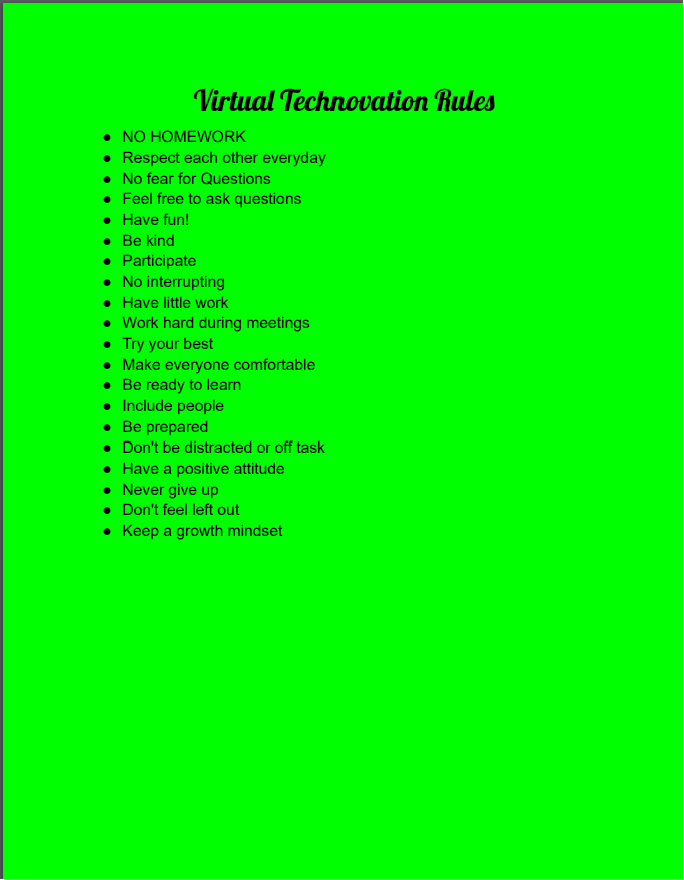 Virtual Technovation Rules
● NO HOMEWORK
● Respect each other everyday
● No fear for Questions
● Feel free to ask questions
● Have fun!
● Be kind
● Participate
● No interrupting
● Have little work
● Work hard during meetings
● Try your best
● Make everyone comfortable
● Be ready to learn
● Include people
● Be prepared
● Don't be distracted or off task
● Have a positive attitude
● Never give up
● Don't feel left out
● Keep a growth mindset